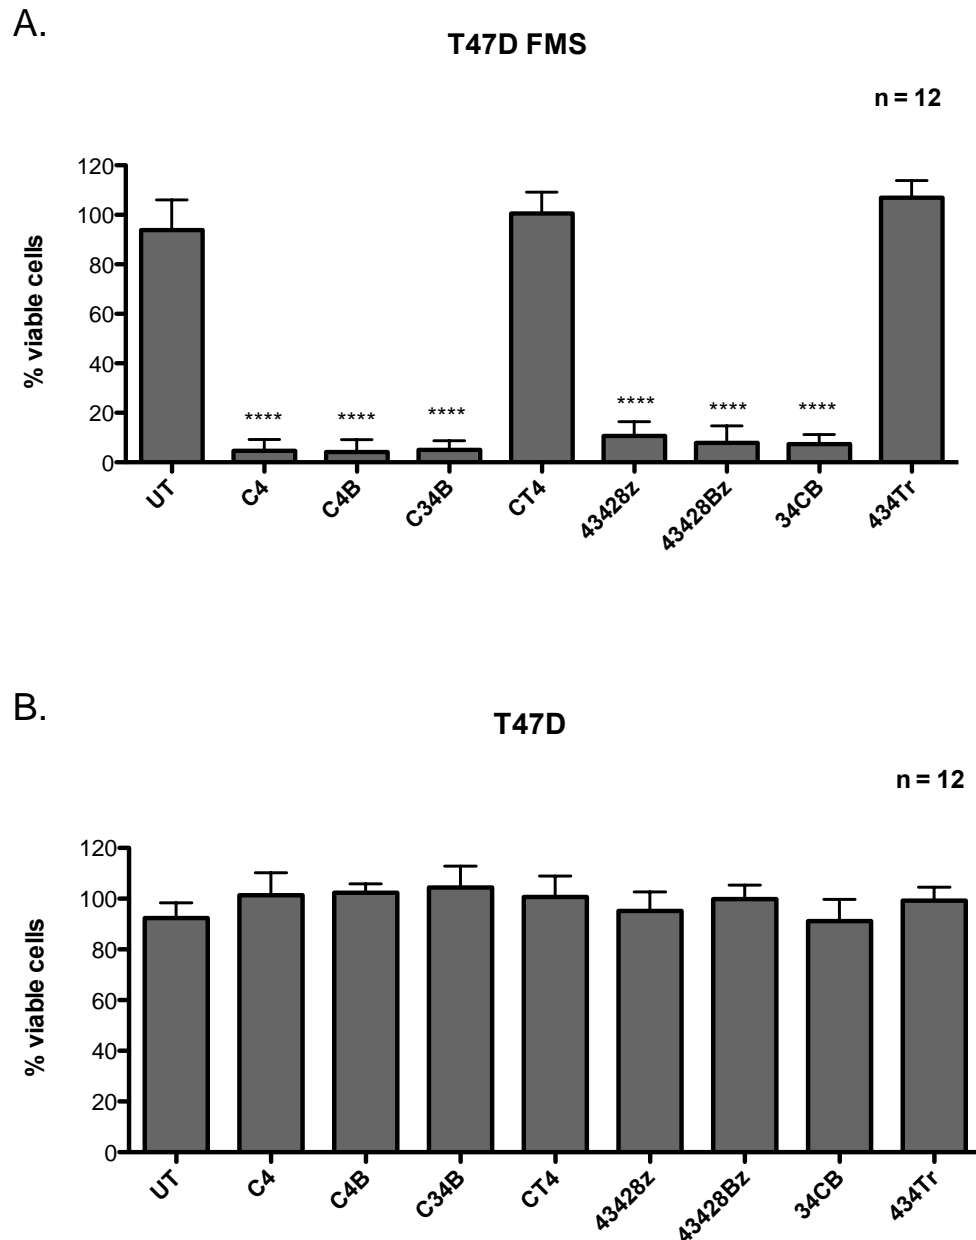 A.
T47D FMS
n = 12
% viable cells
120
100
80
60
40
20
0
**** **** **** **** **** ****
UT C4 C4B C34B CT4 43428z 43428Bz 34CB 434Tr
B.
T47D
n = 12
% viable cells
120
100
80
60
40
20
0
UT C4 C4B C34B CT4 43428z 43428Bz 34CB 434Tr